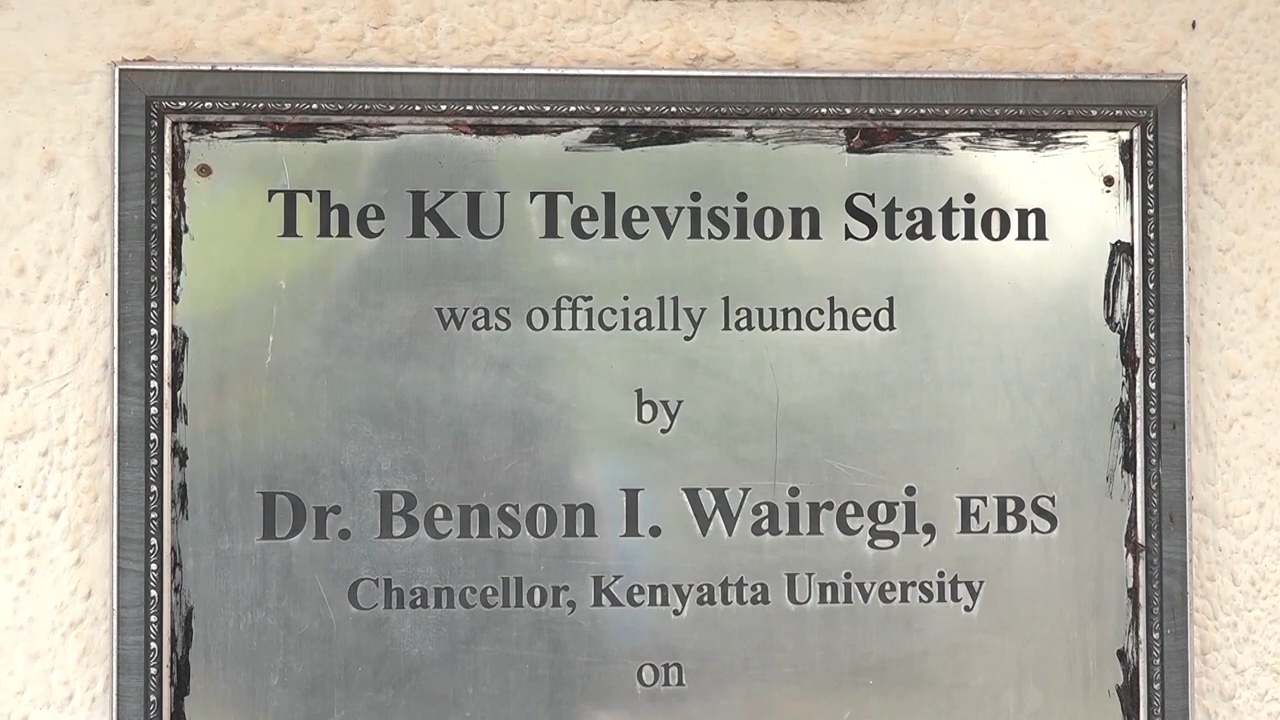 The KU Television Station
was officially launched
by
Dr. Benson I. Wairegi, EBS
Chancellor, Kenyatta University
on